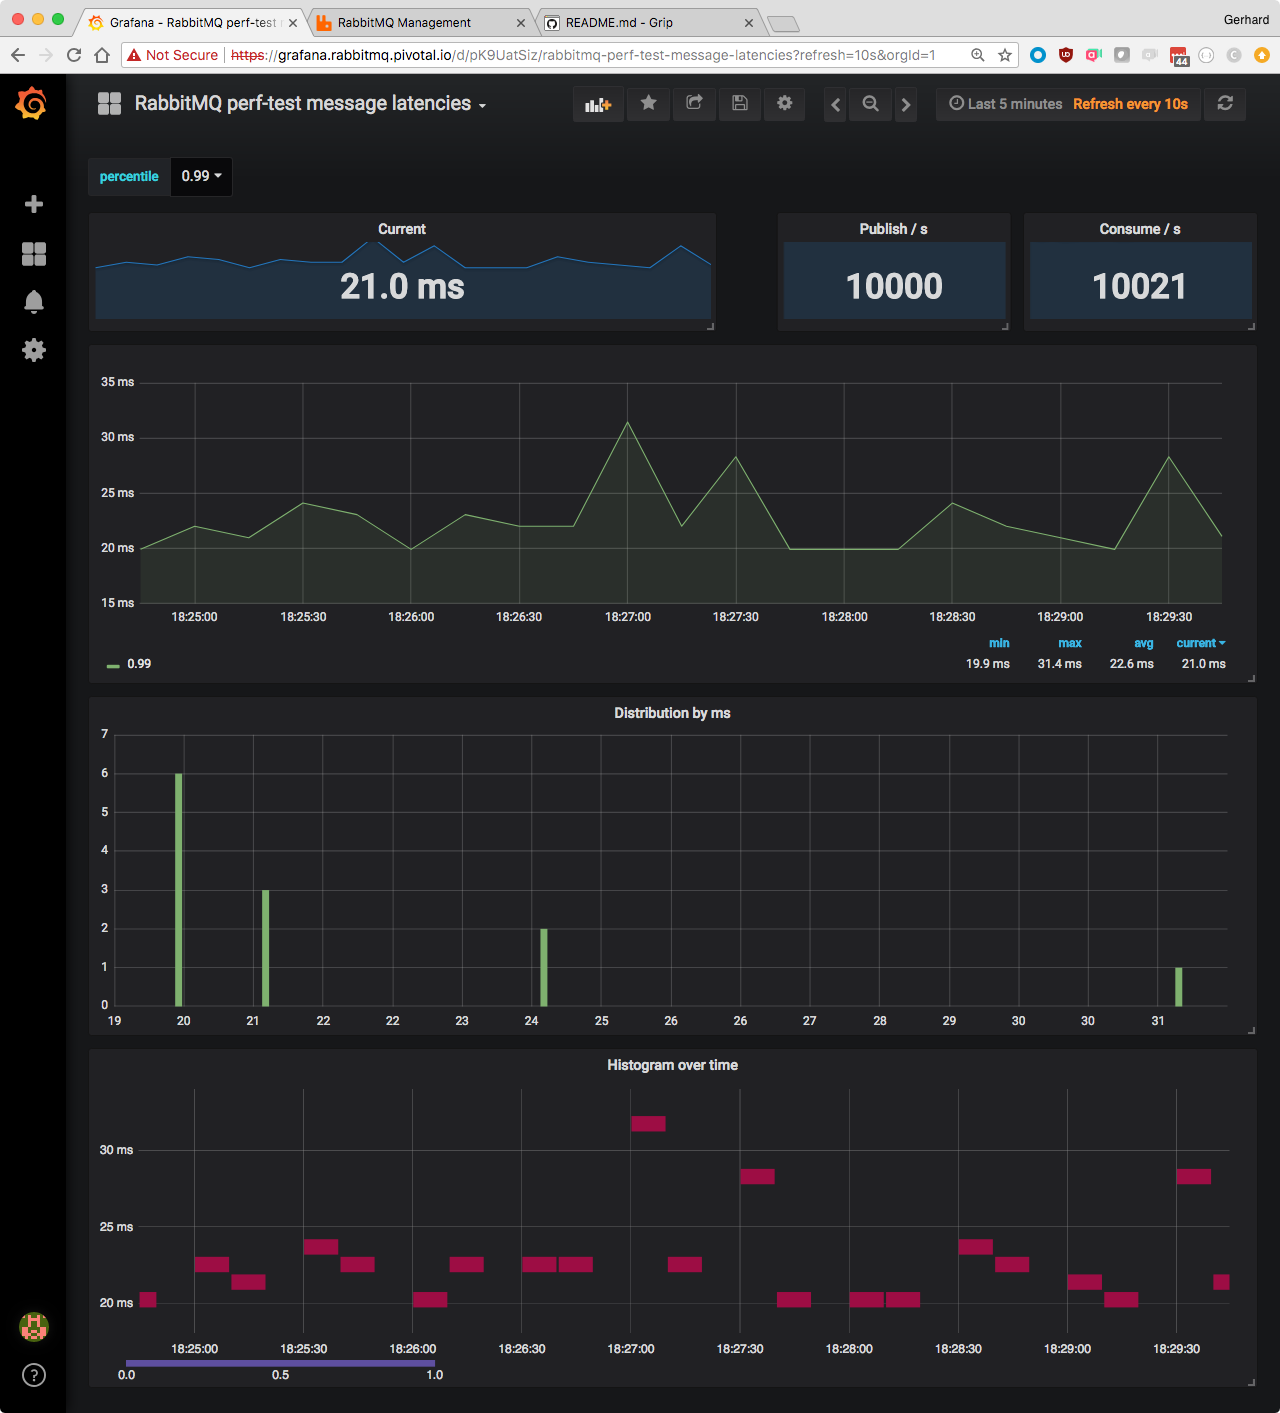 Grafana - RabbitMQ perf-test m
RabbitMQ Management
README.md - Grip
Gerhard
Not Secure
https://grafana.rabbitmq.pivotal.io/d/pK9UatSiz/rabbitmq-perf-test-message-latencies?refresh=10s&orgId=1
44
RabbitMQ perf-test message latencies
Last 5 minutes Refresh every 10s
percentile 0.99
Current
21.0 ms
Publish / s
10000
Consume / s
10021
35 ms
30 ms
25 ms
20 ms
15 ms
18:25:00 18:25:30 18:26:00 18:26:30 18:27:00 18:27:30 18:28:00 18:28:30 18:29:00 18:29:30
min max avg current
0.99 19.9 ms 31.4 ms 22.6 ms 21.0 ms
Distribution by ms
7
6
5
4
3
2
1
0
19 20 21 22 22 23 24 25 26 26 27 28 29 30 30 31
Histogram over time
30 ms
25 ms
20 ms
18:25:00 18:25:30 18:26:00 18:26:30 18:27:00 18:27:30 18:28:00 18:28:30 18:29:00 18:29:30
0.0 0.5 1.0